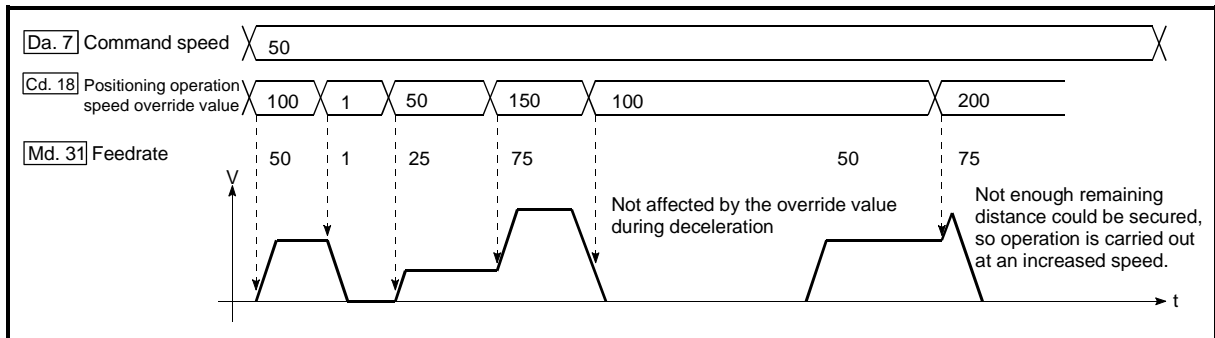 Da. 7 Command speed
50
Cd. 18 Positioning operation
speed override value
100 1 50 150 100 200
Md. 31 Feedrate
50 1 25 75 50 75
V
Not affected by the override value
during deceleration
Not enough remaining
distance could be secured,
so operation is carried out
at an increased speed.
t